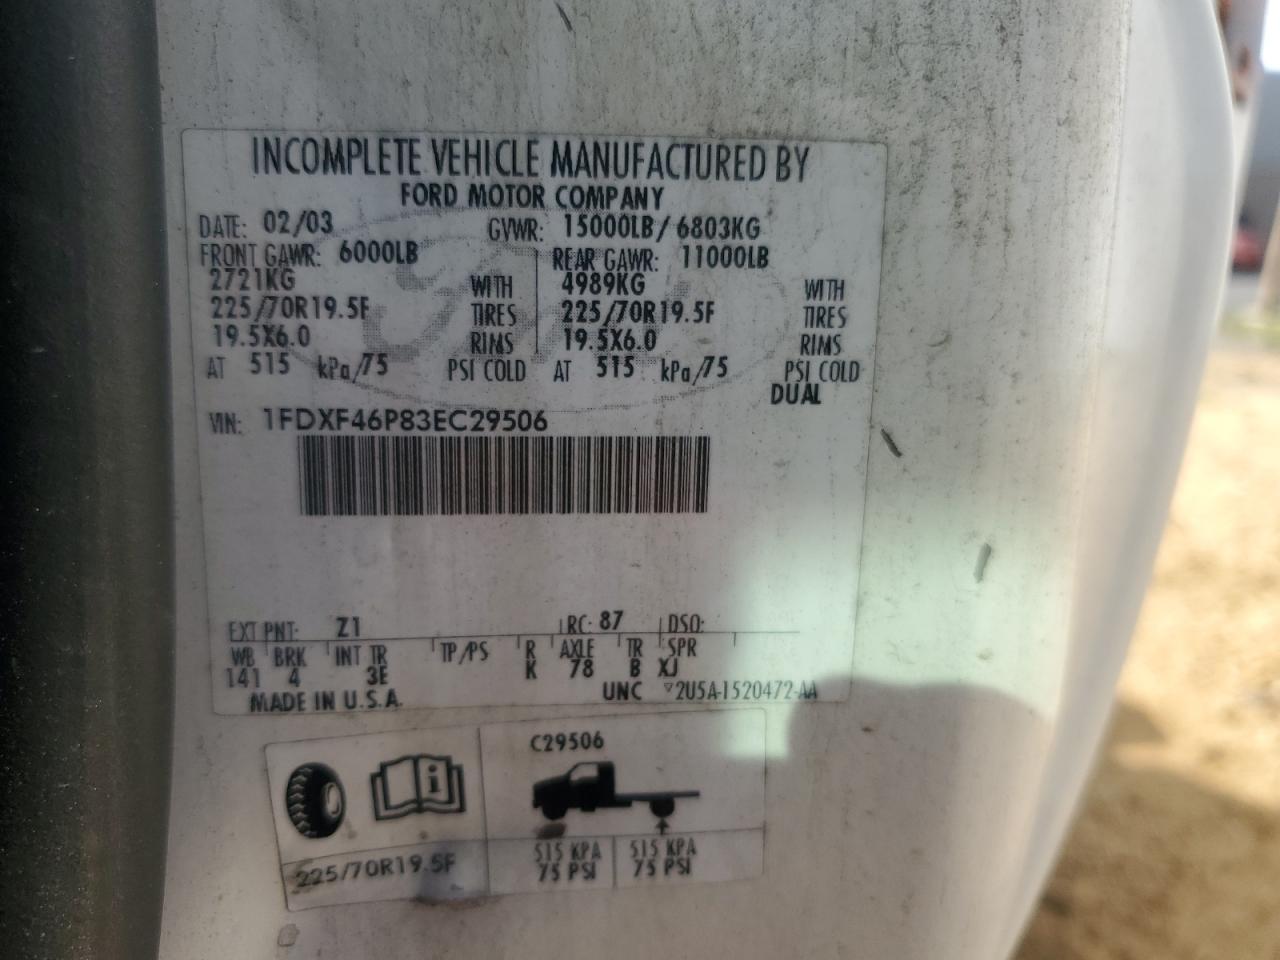 INCOMPLETE VEHICLE MANUFACTURED BY
FORD MOTOR COMPANY
DATE: 02/03 GVWR: 15000LB/ 6803KG
FRONT GAWR: 6000LB REAR GAWR: 11000LB
2721KG WITH 4989KG WITH
225/70R19.5F TIRES 225/70R19.5F TIRES
19.5X6.0 RIMS 19.5X6.0 RIMS
AT 515 kPa/75 PSI COLD AT 515 kPa/75 PSI COLD
DUAL
VIN: 1FDXF46P83EC29506
EXT PNT: Z1 RC: 87 DSO:
WB BRK INT TR TP/PS R AXLE TR SPR
141 4 3E K 78 B XJ
MADE IN U.S.A. UNC 2U5A-1520472-AA
C29506
225/70R19.5F
515 KPA 515 KPA
75 PSI 75 PSI